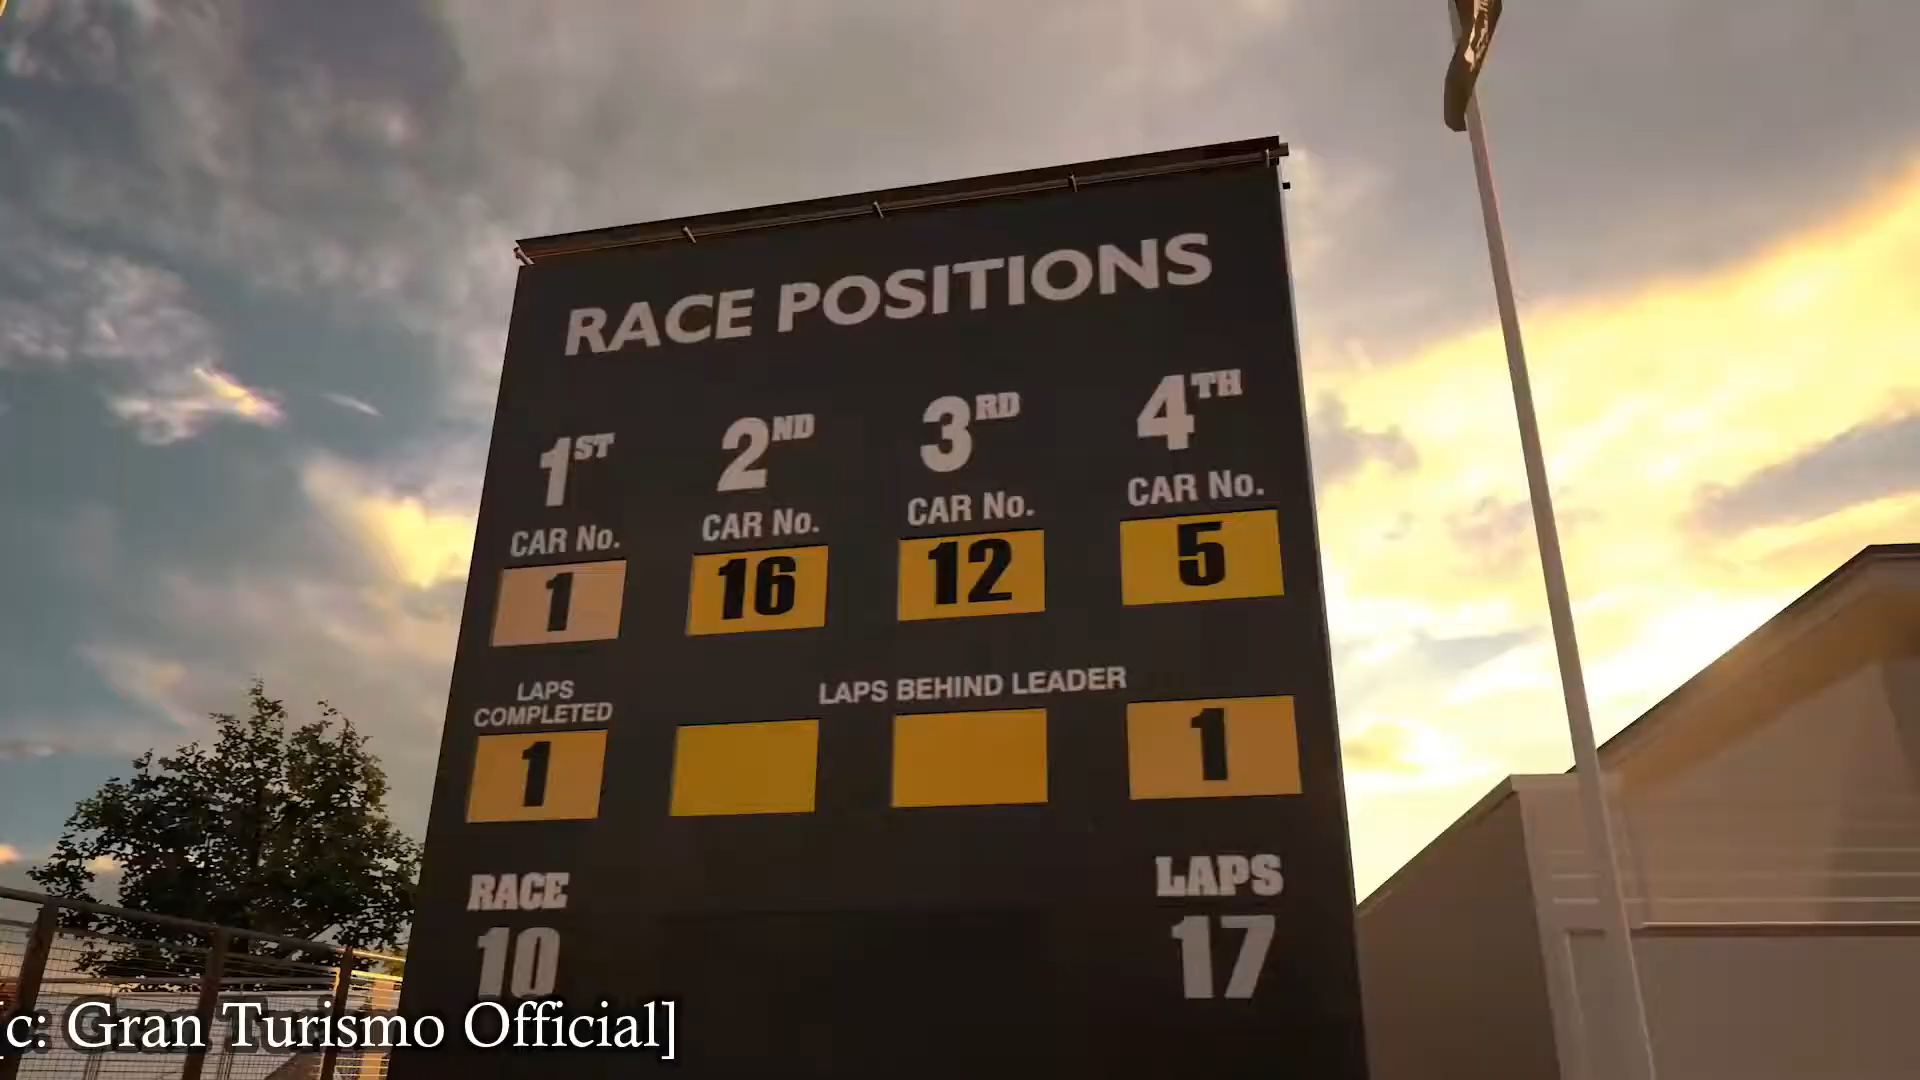 RACE POSITIONS
1ST 2ND 3RD 4TH
CAR No. CAR No. CAR No. CAR No.
1 16 12 5
LAPS COMPLETED
LAPS BEHIND LEADER
1 1
RACE LAPS
10 17
[c: Gran Turismo Official]